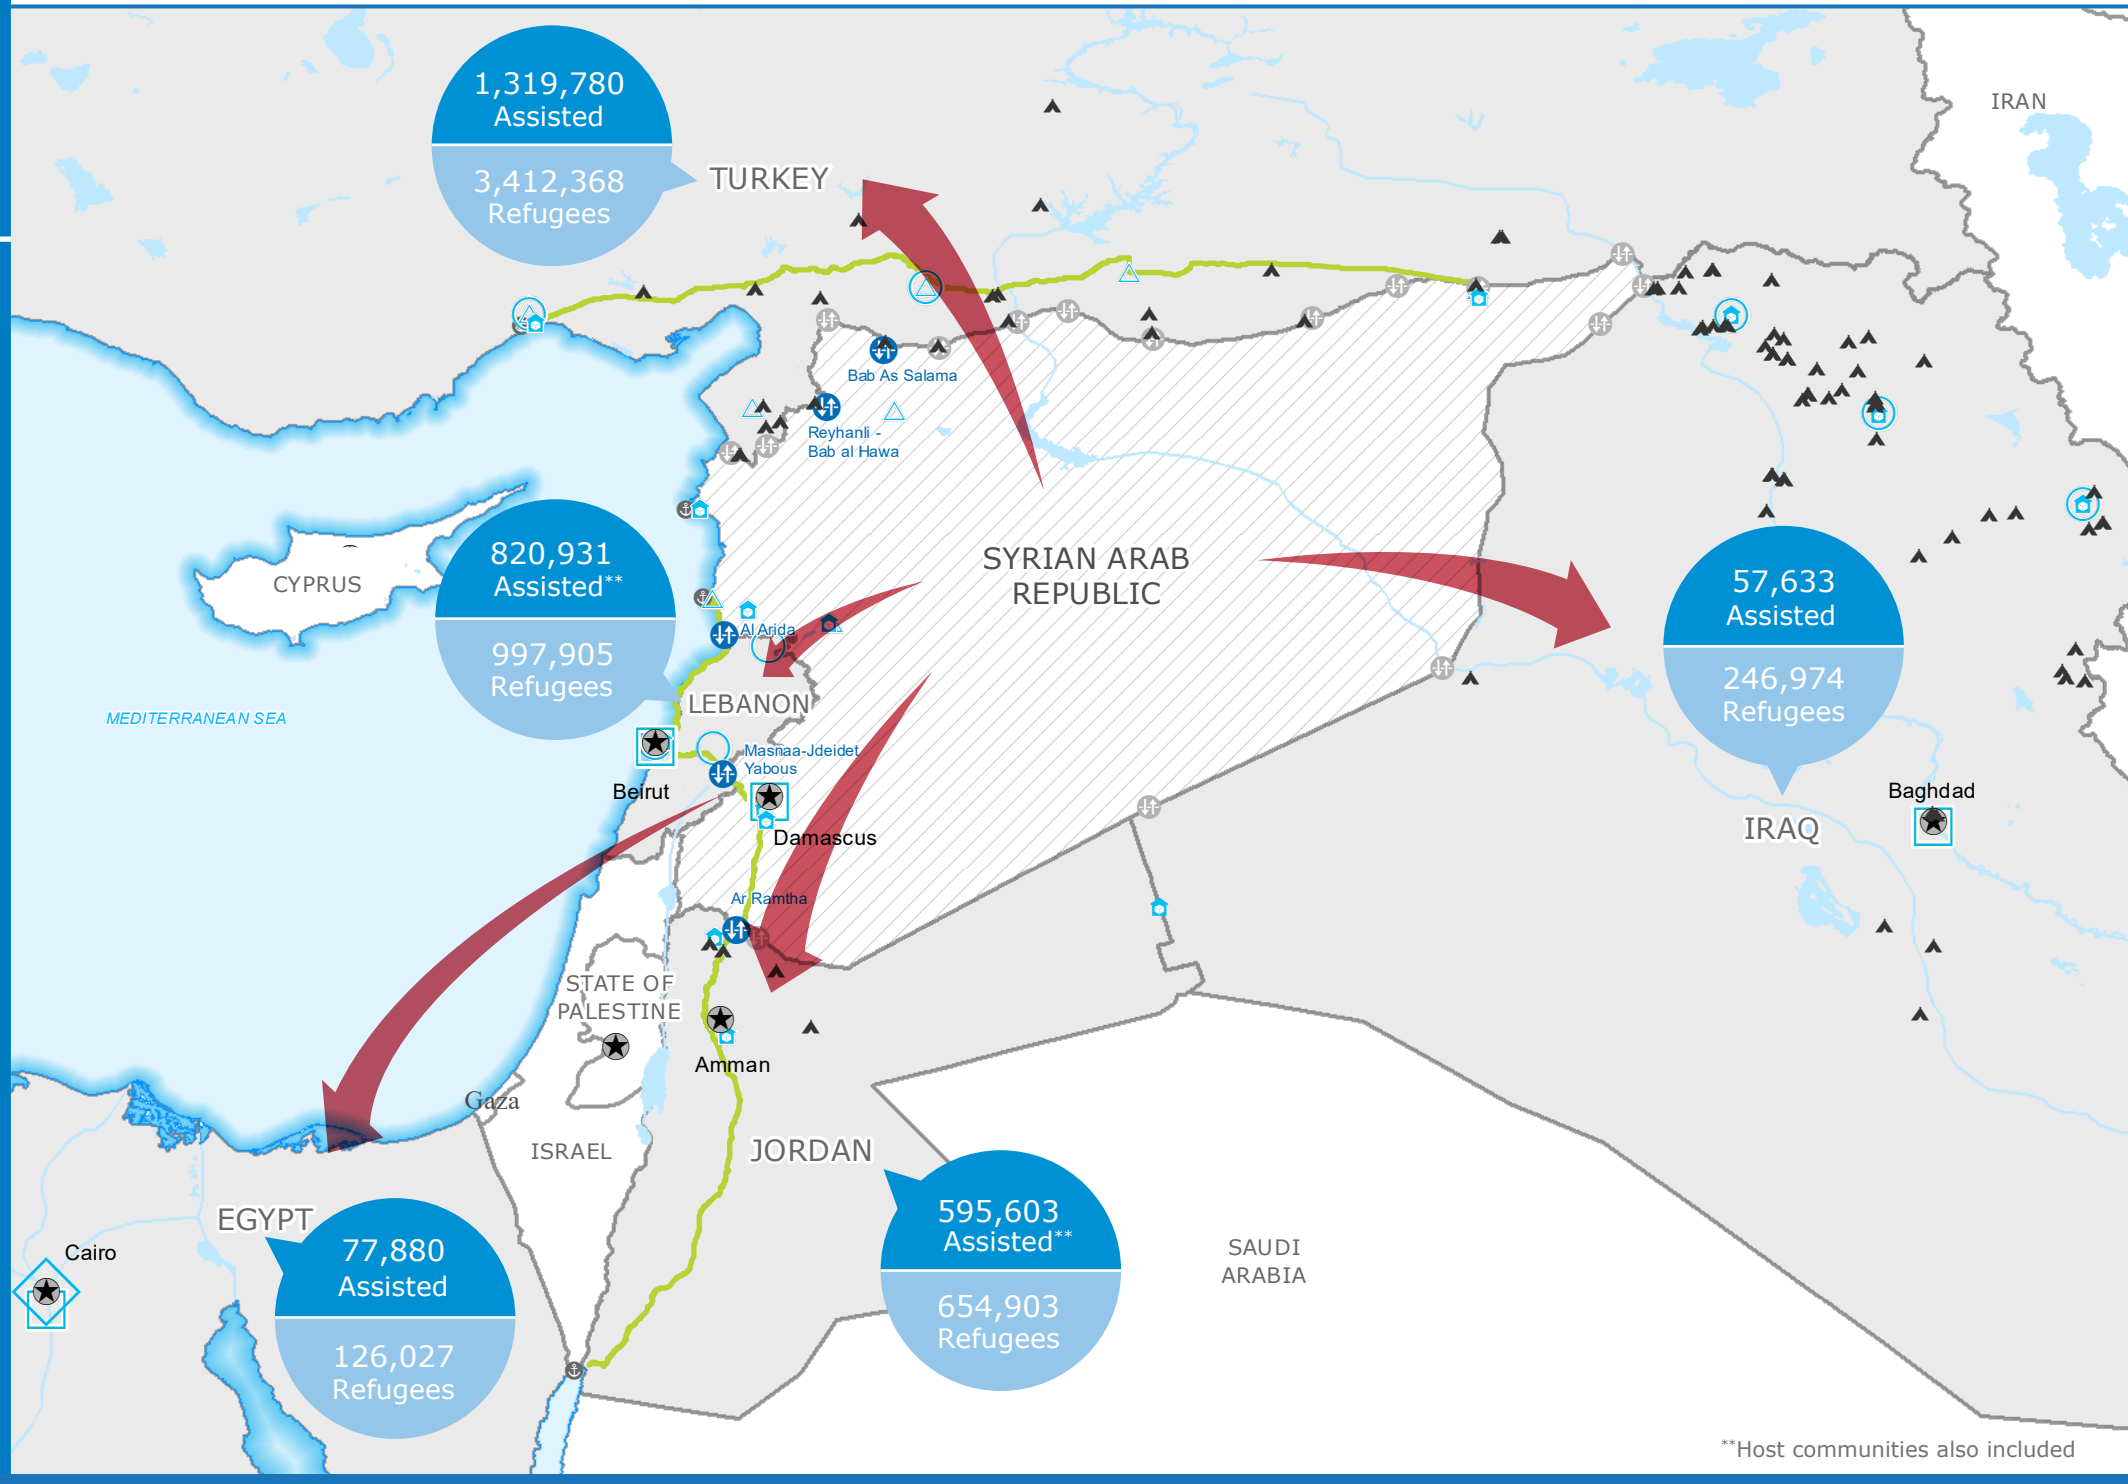 1,319,780
Assisted
3,412,368
Refugees
TURKEY
IRAN
Bab As Salama
Reyhanli -
Bab al Hawa
CYPRUS
820,931
Assisted**
997,905
Refugees
SYRIAN ARAB
REPUBLIC
57,633
Assisted
246,974
Refugees
Al Arida
LEBANON
MEDITERRANEAN SEA
Masnaa-Jdeidet
Yabous
Beirut
Damascus
Baghdad
IRAQ
Ar Ramtha
STATE OF
PALESTINE
Amman
Gaza
ISRAEL
JORDAN
EGYPT
Cairo
77,880
Assisted
126,027
Refugees
595,603
Assisted**
654,903
Refugees
SAUDI
ARABIA
**Host communities also included